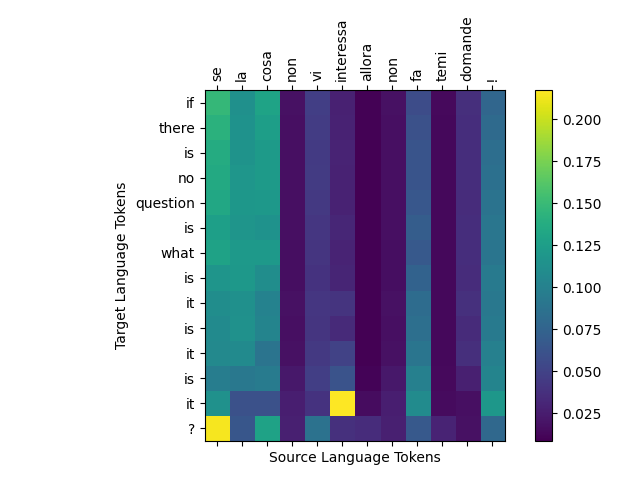 se la cosa non vi interessa allora non fa temi domande !
if
there
is
no
question
is
what
is
it
is
it
is
it
?
Target Language Tokens
Source Language Tokens
0.200
0.175
0.150
0.125
0.100
0.075
0.050
0.025